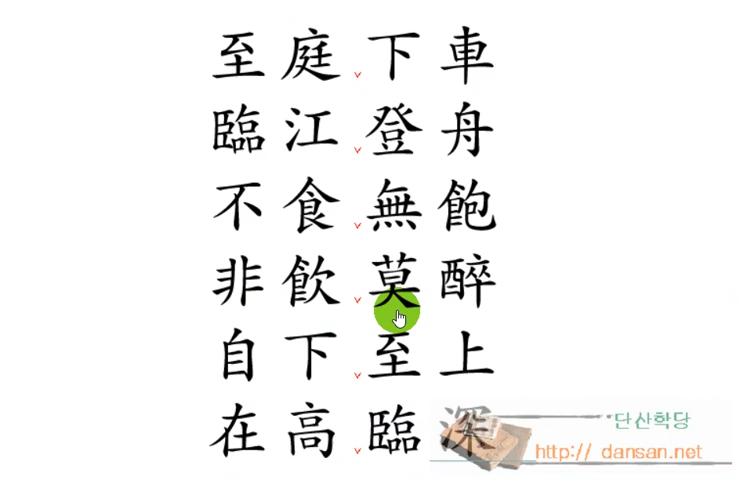 至庭 ˅ 下車
臨江 ˅ 登舟
不食 ˅ 無飽
非飮 ˅ 莫醉
自下 ˅ 至上
在高 ˅ 臨深
단산학당
http:// dansan.net